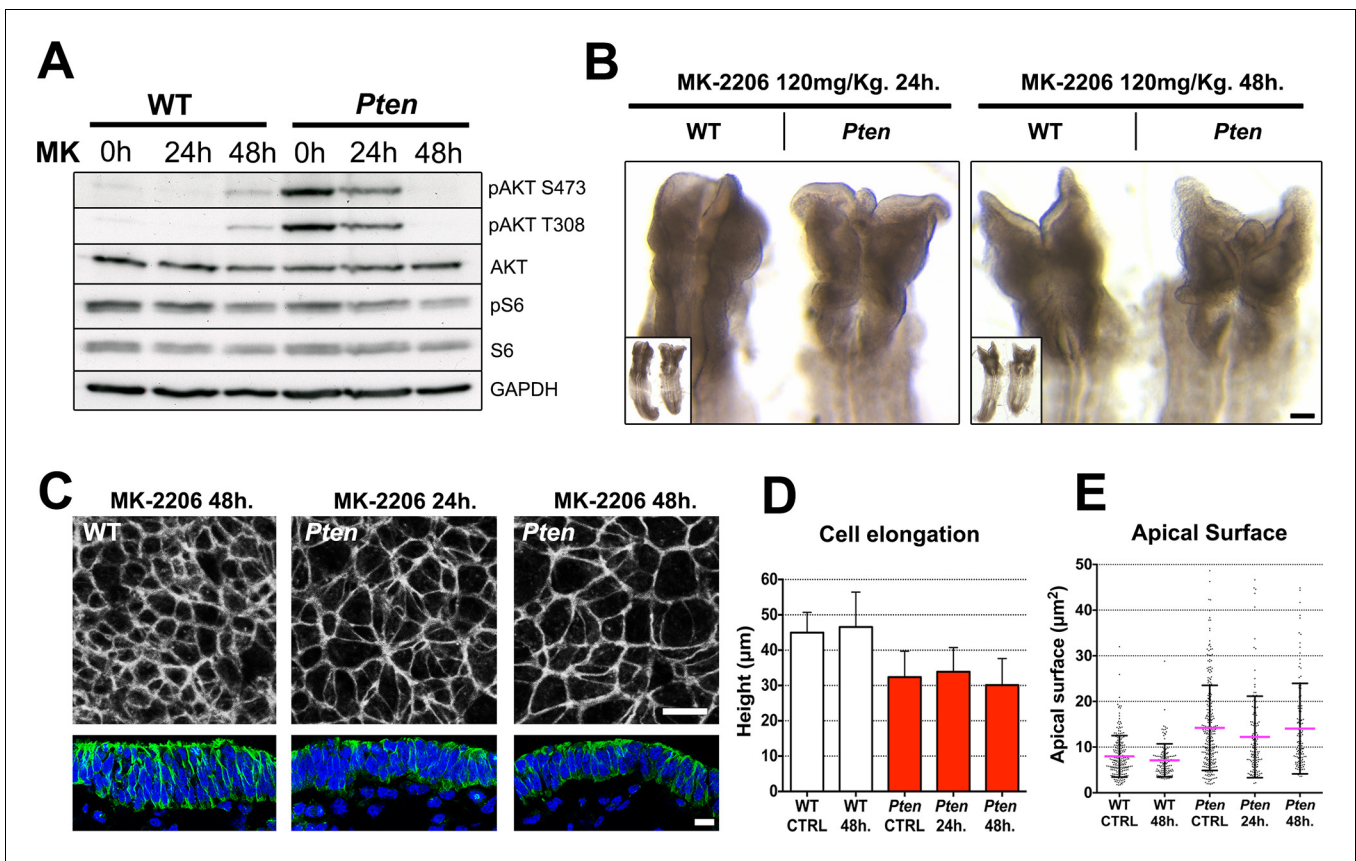 A
WT Pten
MK 0h 24h 48h 0h 24h 48h
pAKT S473
pAKT T308
AKT
pS6
S6
GAPDH
B
MK-2206 120mg/Kg. 24h. MK-2206 120mg/Kg. 48h.
WT Pten WT Pten
C
MK-2206 48h. MK-2206 24h. MK-2206 48h.
WT Pten Pten
D
Cell elongation
Height (μm)
60
50
40
30
20
10
0
WT WT Pten Pten Pten
CTRL 48h. CTRL 24h. 48h.
E
Apical Surface
Apical surface (μm²)
50
40
30
20
10
0
WT WT Pten Pten Pten
CTRL 48h. CTRL 24h. 48h.